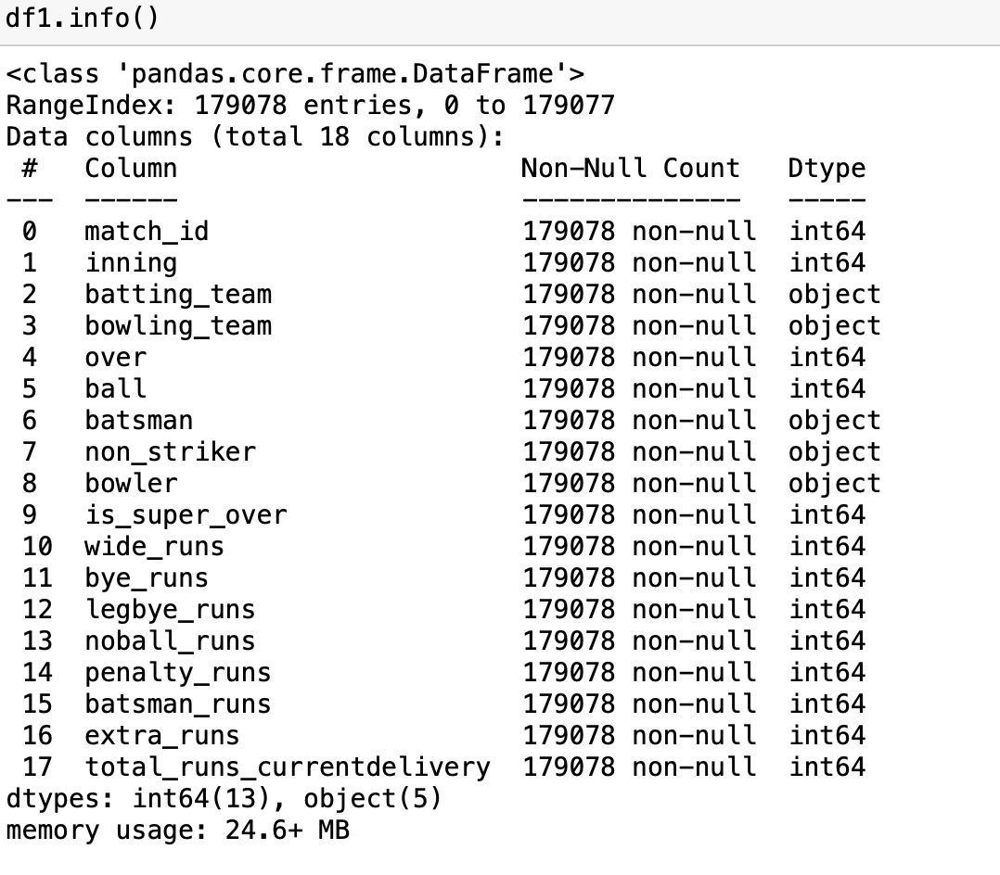 df1.info()
<class 'pandas.core.frame.DataFrame'>
RangeIndex: 179078 entries, 0 to 179077
Data columns (total 18 columns):
 #   Column                      Non-Null Count   Dtype
---  ------                      --------------   -----
 0   match_id                    179078 non-null  int64
 1   inning                      179078 non-null  int64
 2   batting_team                179078 non-null  object
 3   bowling_team                179078 non-null  object
 4   over                        179078 non-null  int64
 5   ball                        179078 non-null  int64
 6   batsman                     179078 non-null  object
 7   non_striker                 179078 non-null  object
 8   bowler                      179078 non-null  object
 9   is_super_over               179078 non-null  int64
 10  wide_runs                   179078 non-null  int64
 11  bye_runs                    179078 non-null  int64
 12  legbye_runs                 179078 non-null  int64
 13  noball_runs                 179078 non-null  int64
 14  penalty_runs                179078 non-null  int64
 15  batsman_runs                179078 non-null  int64
 16  extra_runs                  179078 non-null  int64
 17  total_runs_currentdelivery  179078 non-null  int64
dtypes: int64(13), object(5)
memory usage: 24.6+ MB